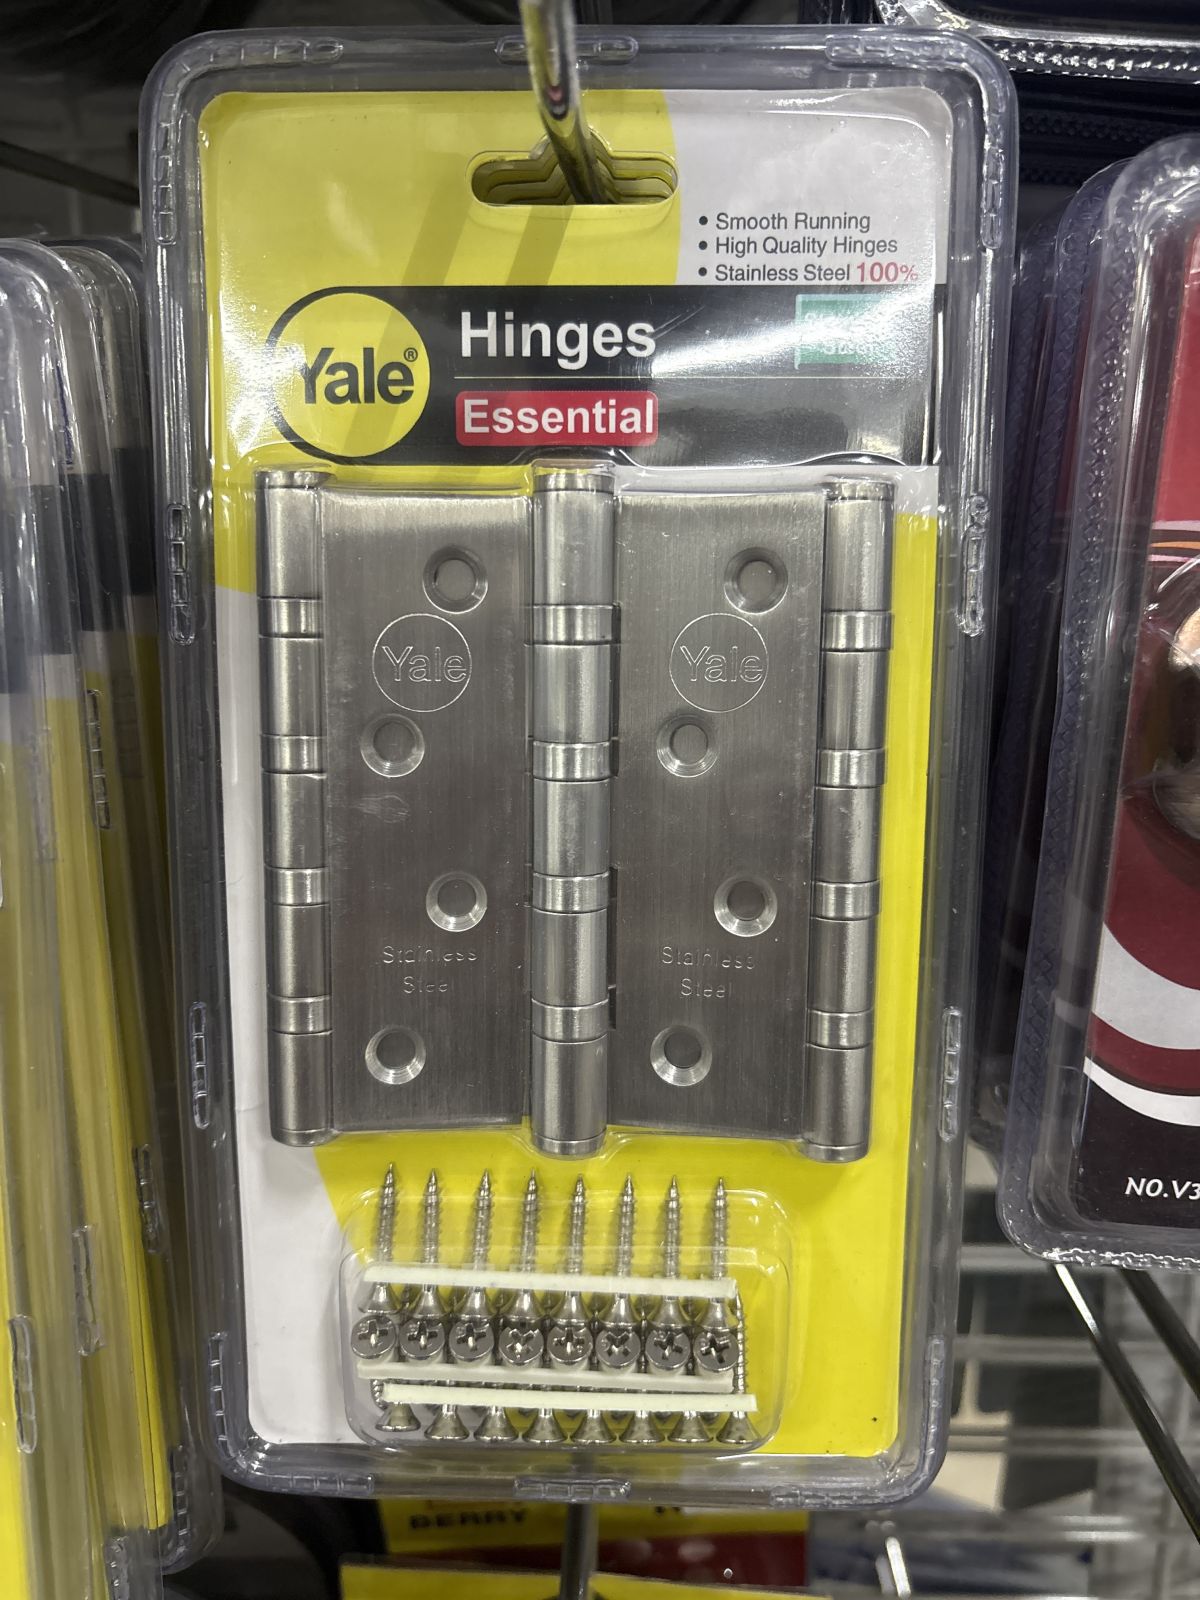 • Smooth Running
• High Quality Hinges
• Stainless Steel 100%
Yale®
Hinges
Essential
Yale
Yale
Stainless
Steel
Stainless
Steel
NO.V3
BERRY